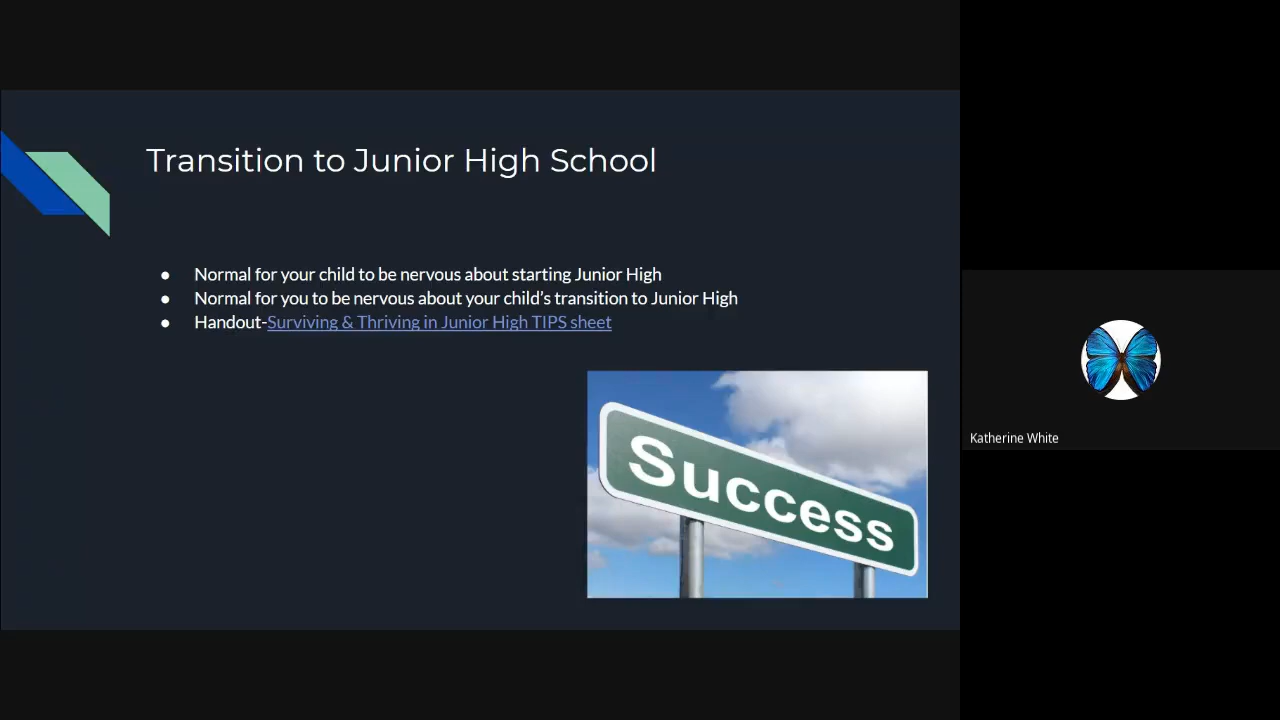 Transition to Junior High School
● Normal for your child to be nervous about starting Junior High
● Normal for you to be nervous about your child’s transition to Junior High
● Handout-Surviving & Thriving in Junior High TIPS sheet
Success
Katherine White